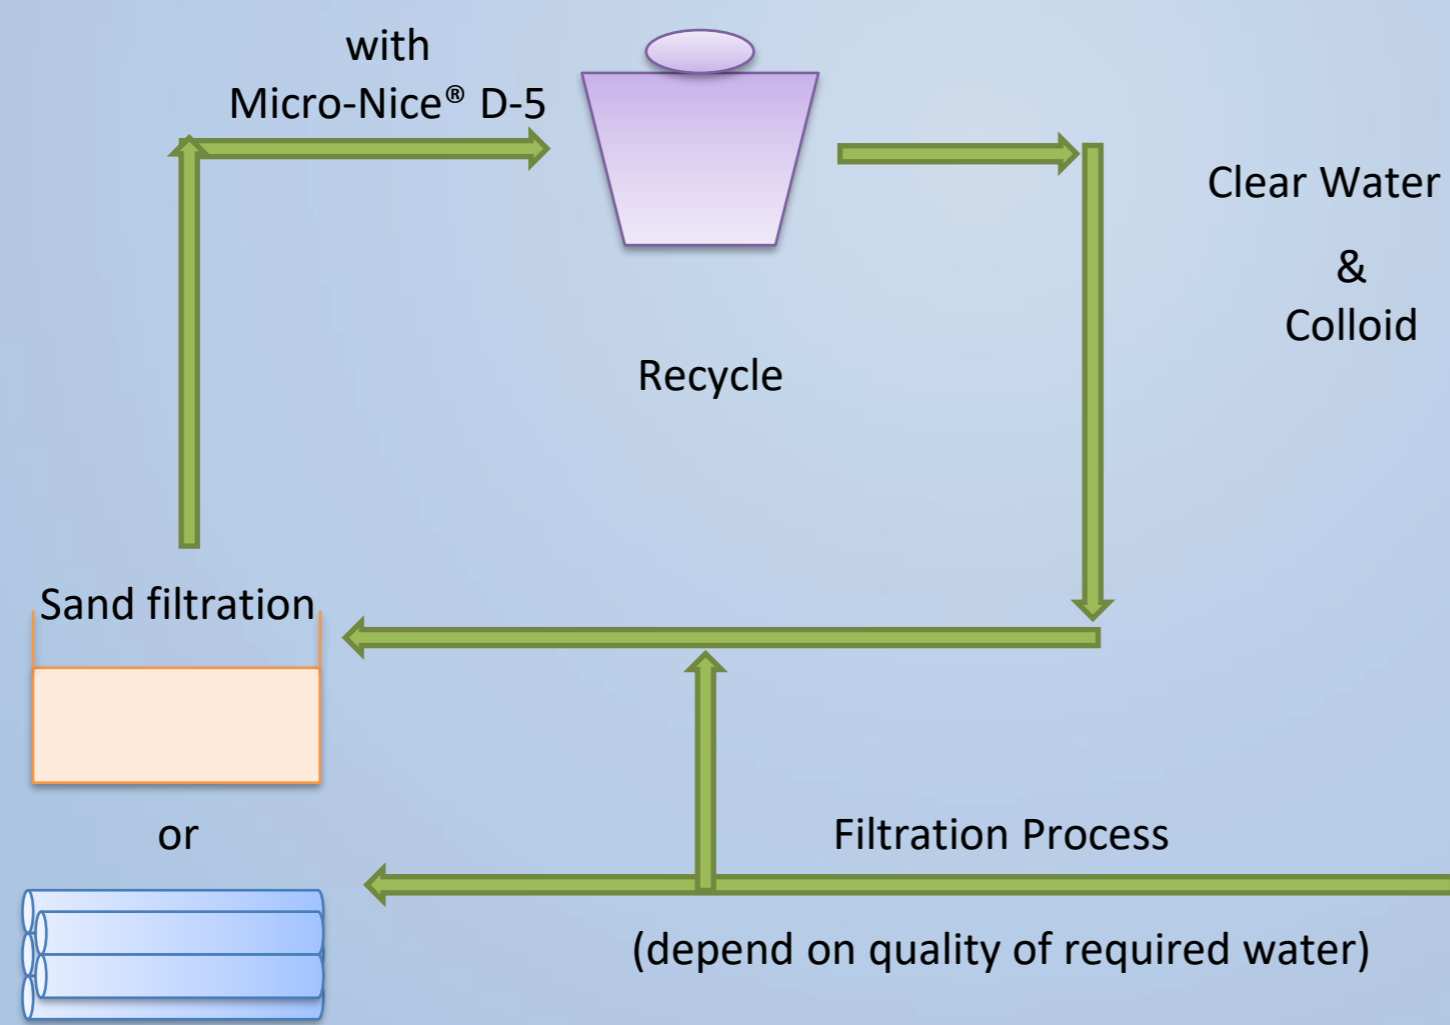 with
Micro-Nice® D-5
Clear Water
&
Colloid
Recycle
Sand filtration
or
Filtration Process
(depend on quality of required water)